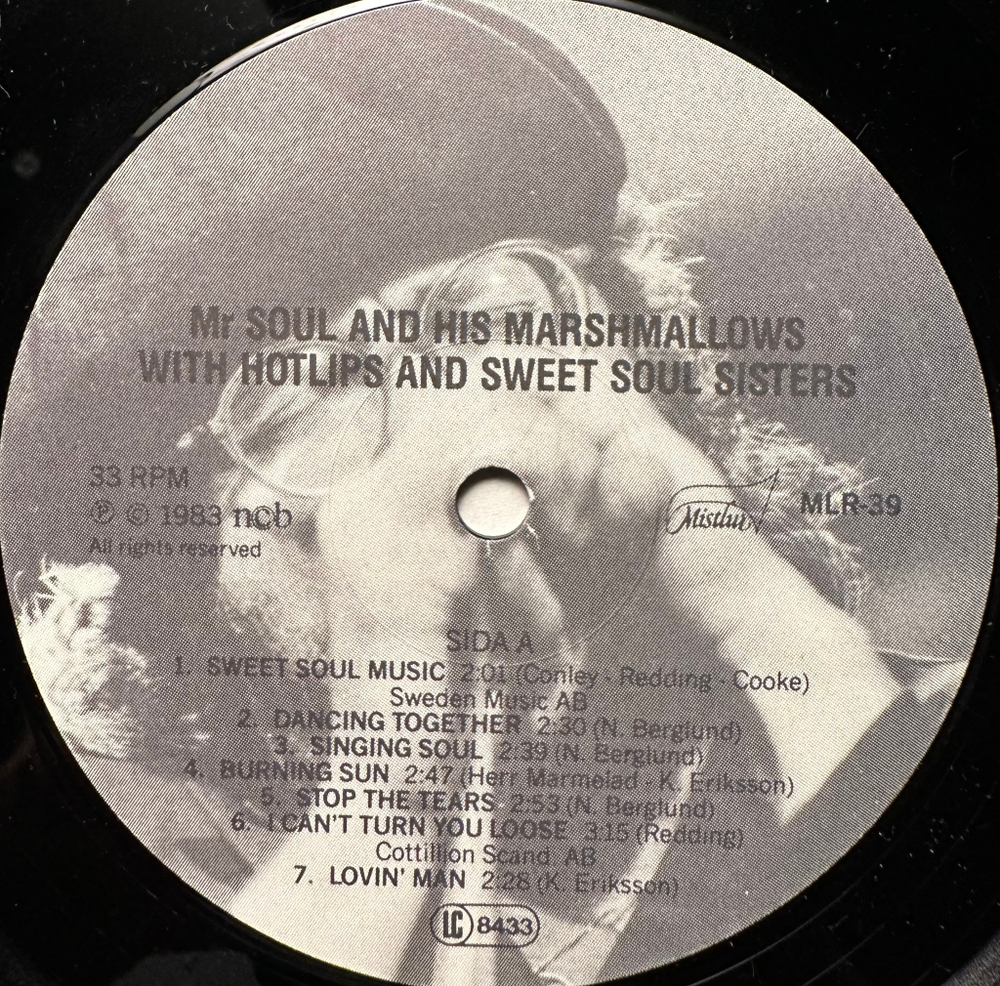 Mr SOUL AND HIS MARSHMALLOWS
WITH HOTLIPS AND SWEET SOUL SISTERS
33 RPM
Ⓟ © 1983 ncb
All rights reserved
Mistlur
MLR-39
SIDA A
1. SWEET SOUL MUSIC 2:01 (Conley - Redding - Cooke)
Sweden Music AB
2. DANCING TOGETHER 2:30 (N. Berglund)
3. SINGING SOUL 2:39 (N. Berglund)
4. BURNING SUN 2:47 (Herr Marmelad - K. Eriksson)
5. STOP THE TEARS 2:53 (N. Berglund)
6. I CAN'T TURN YOU LOOSE 3:15 (Redding)
Cottillion Scand. AB
7. LOVIN' MAN 2:28 (K. Eriksson)
LC 8433